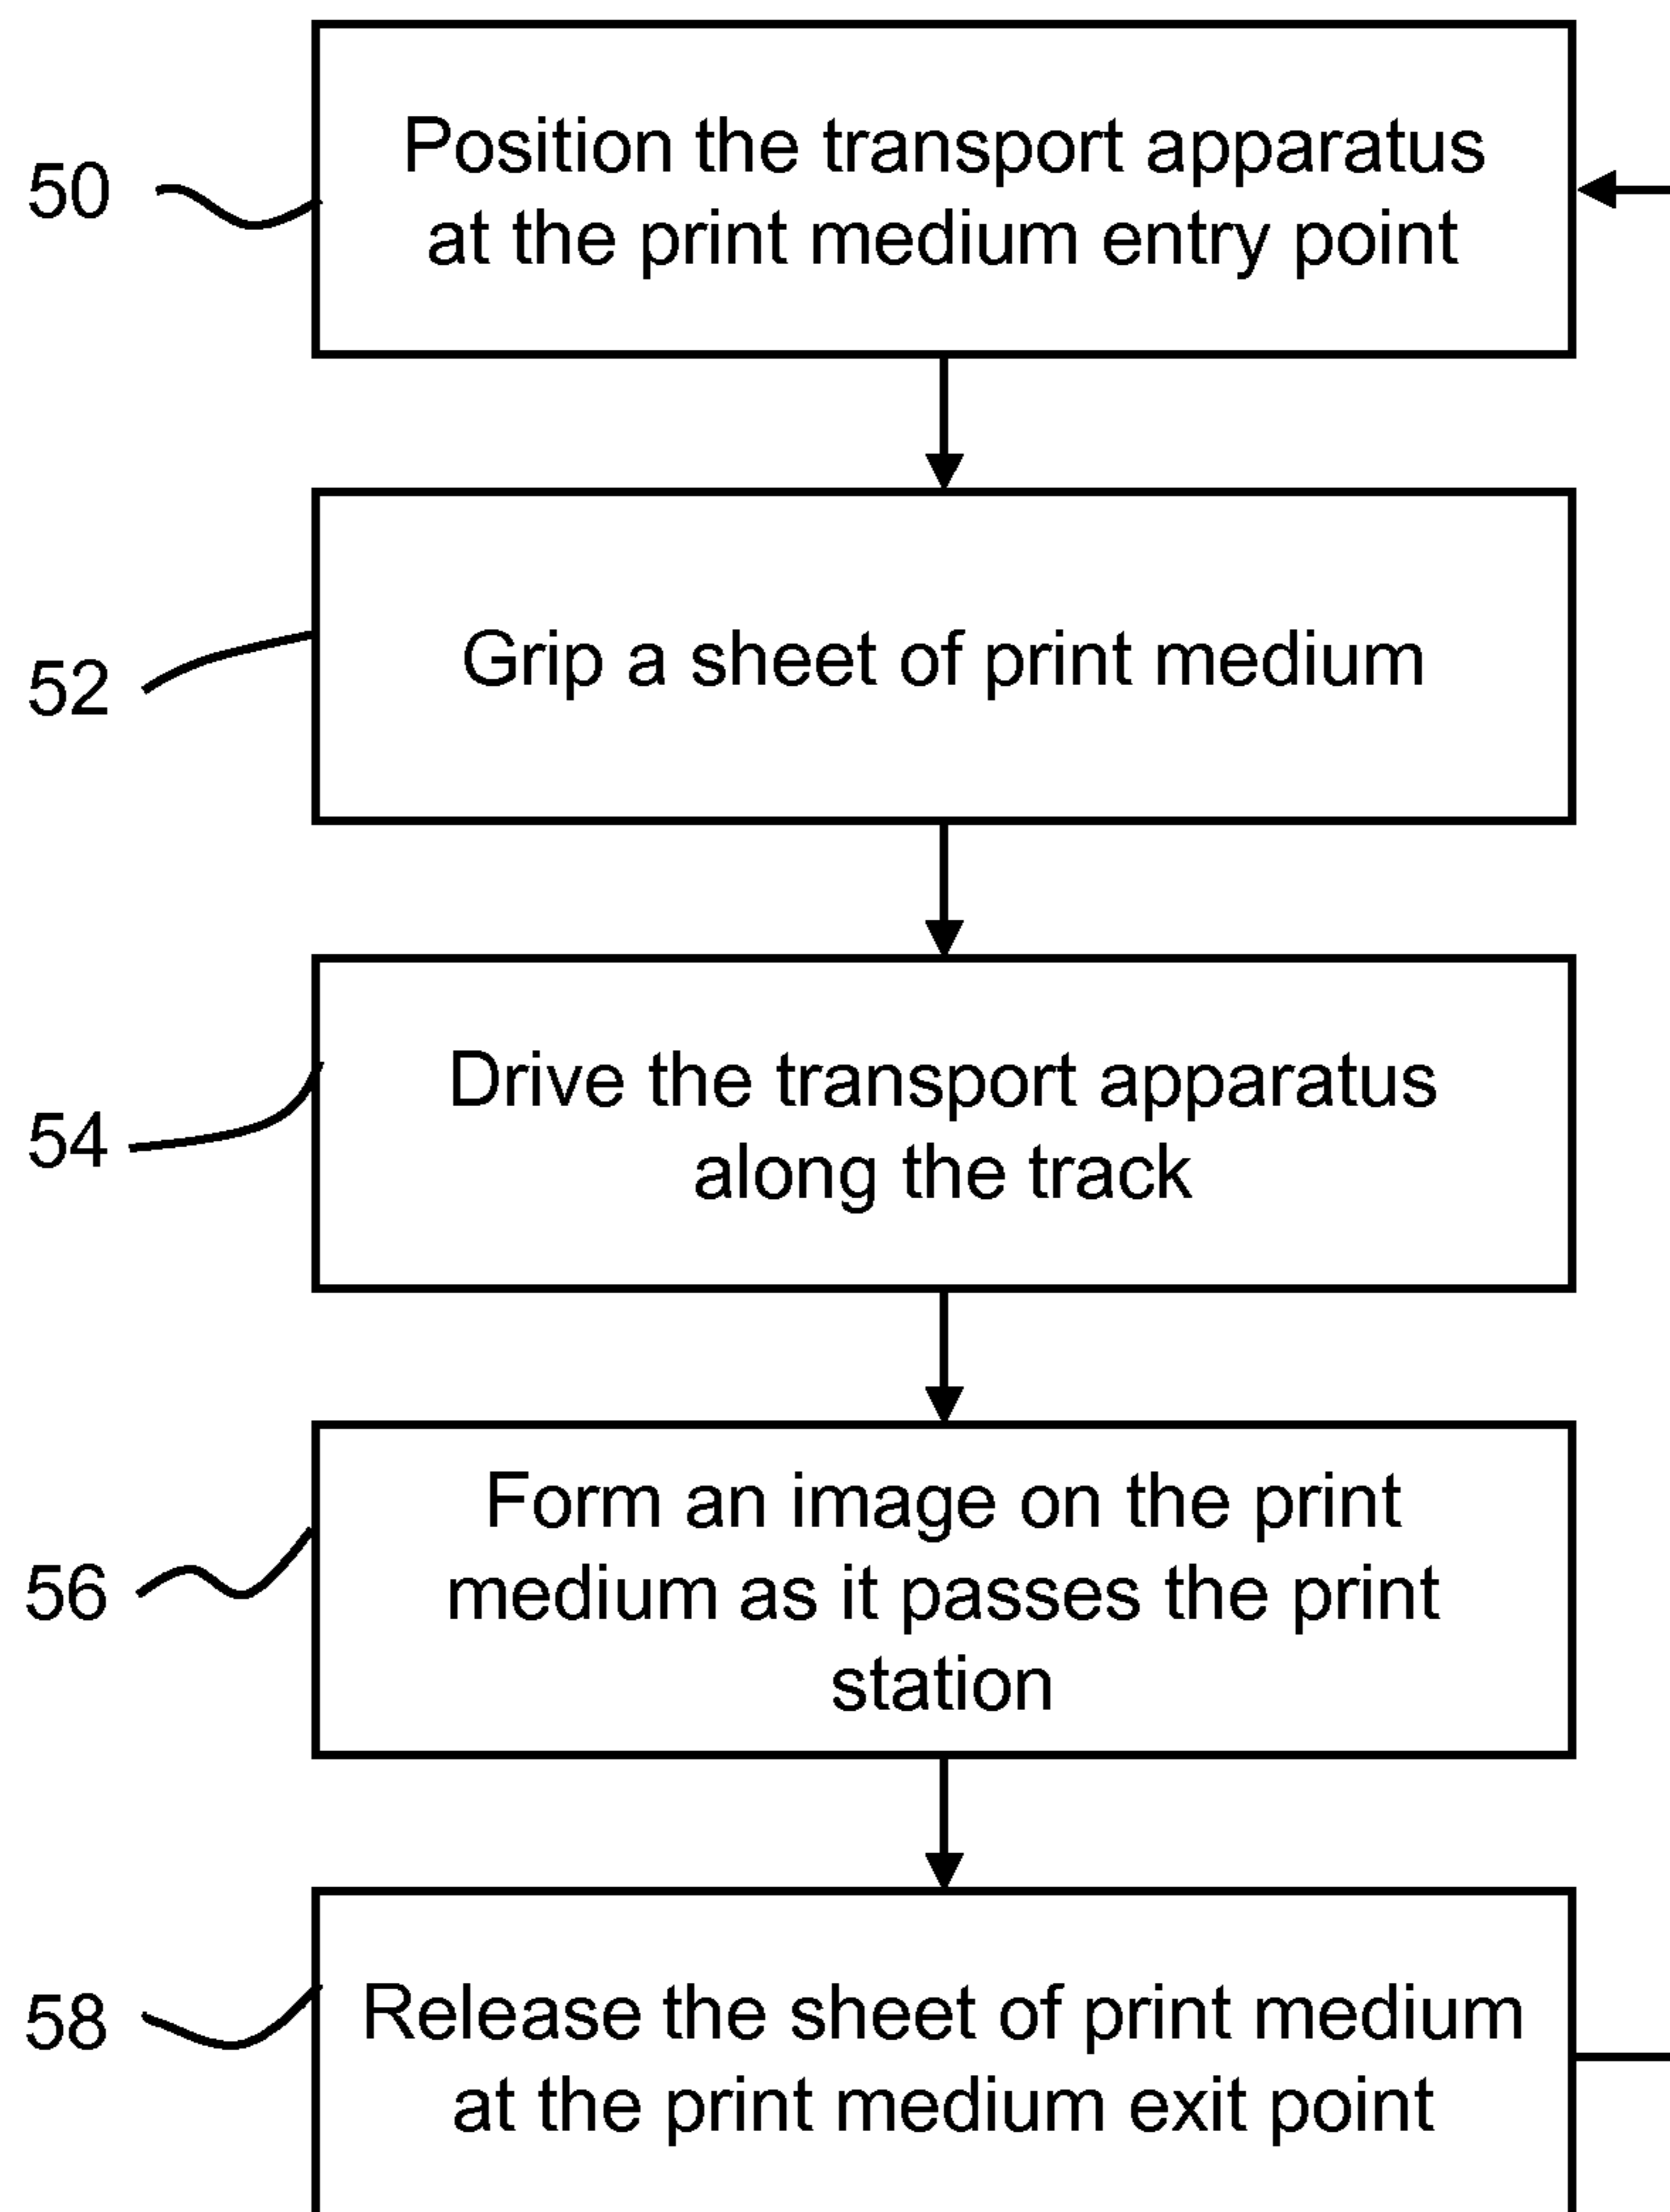 50
Position the transport apparatus
at the print medium entry point
52
Grip a sheet of print medium
54
Drive the transport apparatus
along the track
56
Form an image on the print
medium as it passes the print
station
58
Release the sheet of print medium
at the print medium exit point